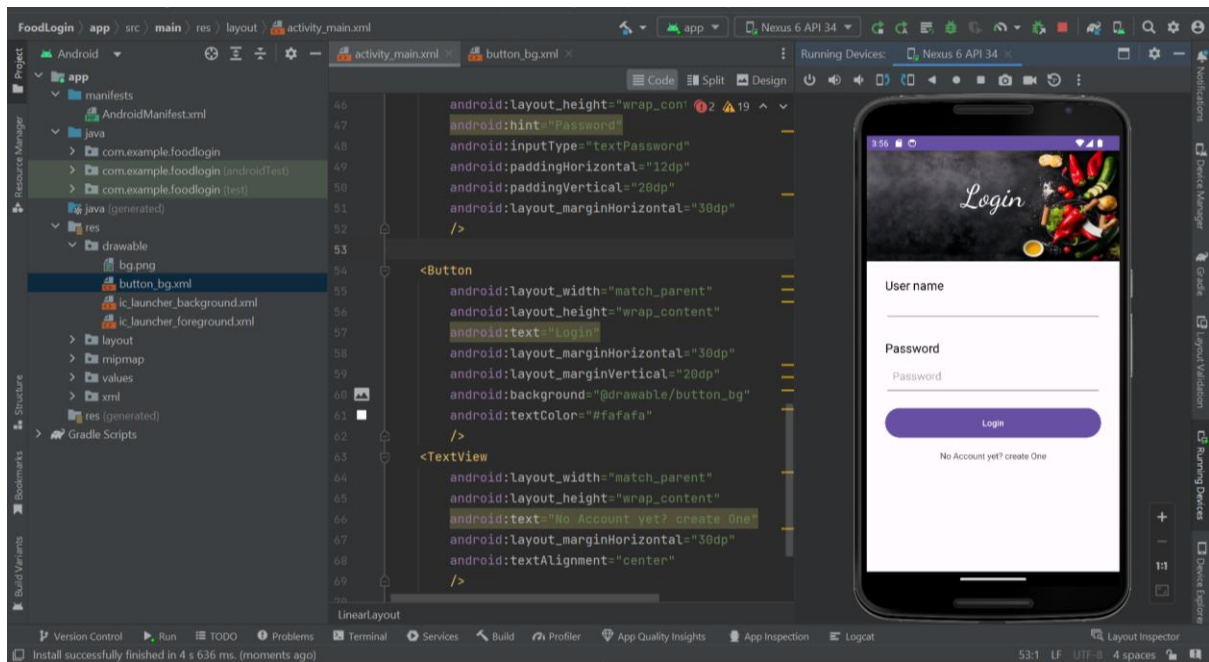 FoodLogin 〉 app 〉 src 〉 main 〉 res 〉 layout 〉 activity_main.xml
app
Nexus 6 API 34
Android
activity_main.xml
button_bg.xml
Running Devices:
Nexus 6 API 34
Code
Split
Design
Project
Resource Manager
Structure
Bookmarks
Build Variants
app
manifests
AndroidManifest.xml
java
com.example.foodlogin
com.example.foodlogin (androidTest)
com.example.foodlogin (test)
java (generated)
res
drawable
bg.png
button_bg.xml
ic_launcher_background.xml
ic_launcher_foreground.xml
layout
mipmap
values
xml
res (generated)
Gradle Scripts
2 19
46 android:layout_height="wrap_cont
47 android:hint="Password"
48 android:inputType="textPassword"
49 android:paddingHorizontal="12dp"
50 android:paddingVertical="20dp"
51 android:layout_marginHorizontal="30dp"
52 />
53
54 <Button
55 android:layout_width="match_parent"
56 android:layout_height="wrap_content"
57 android:text="Login"
58 android:layout_marginHorizontal="30dp"
59 android:layout_marginVertical="20dp"
60 android:background="@drawable/button_bg"
61 android:textColor="#fafafa"
62 />
63 <TextView
64 android:layout_width="match_parent"
65 android:layout_height="wrap_content"
66 android:text="No Account yet? create One"
67 android:layout_marginHorizontal="30dp"
68 android:textAlignment="center"
69 />
70
LinearLayout
3:56
Login
User name
Password
Password
Login
No Account yet? create One
1:1
Notifications
Device Manager
Gradle
Layout Validation
Running Devices
Device Explorer
Version Control
Run
TODO
Problems
Terminal
Services
Build
Profiler
App Quality Insights
App Inspection
Logcat
Layout Inspector
Install successfully finished in 4 s 636 ms. (moments ago)
53:1 LF UTF-8 4 spaces